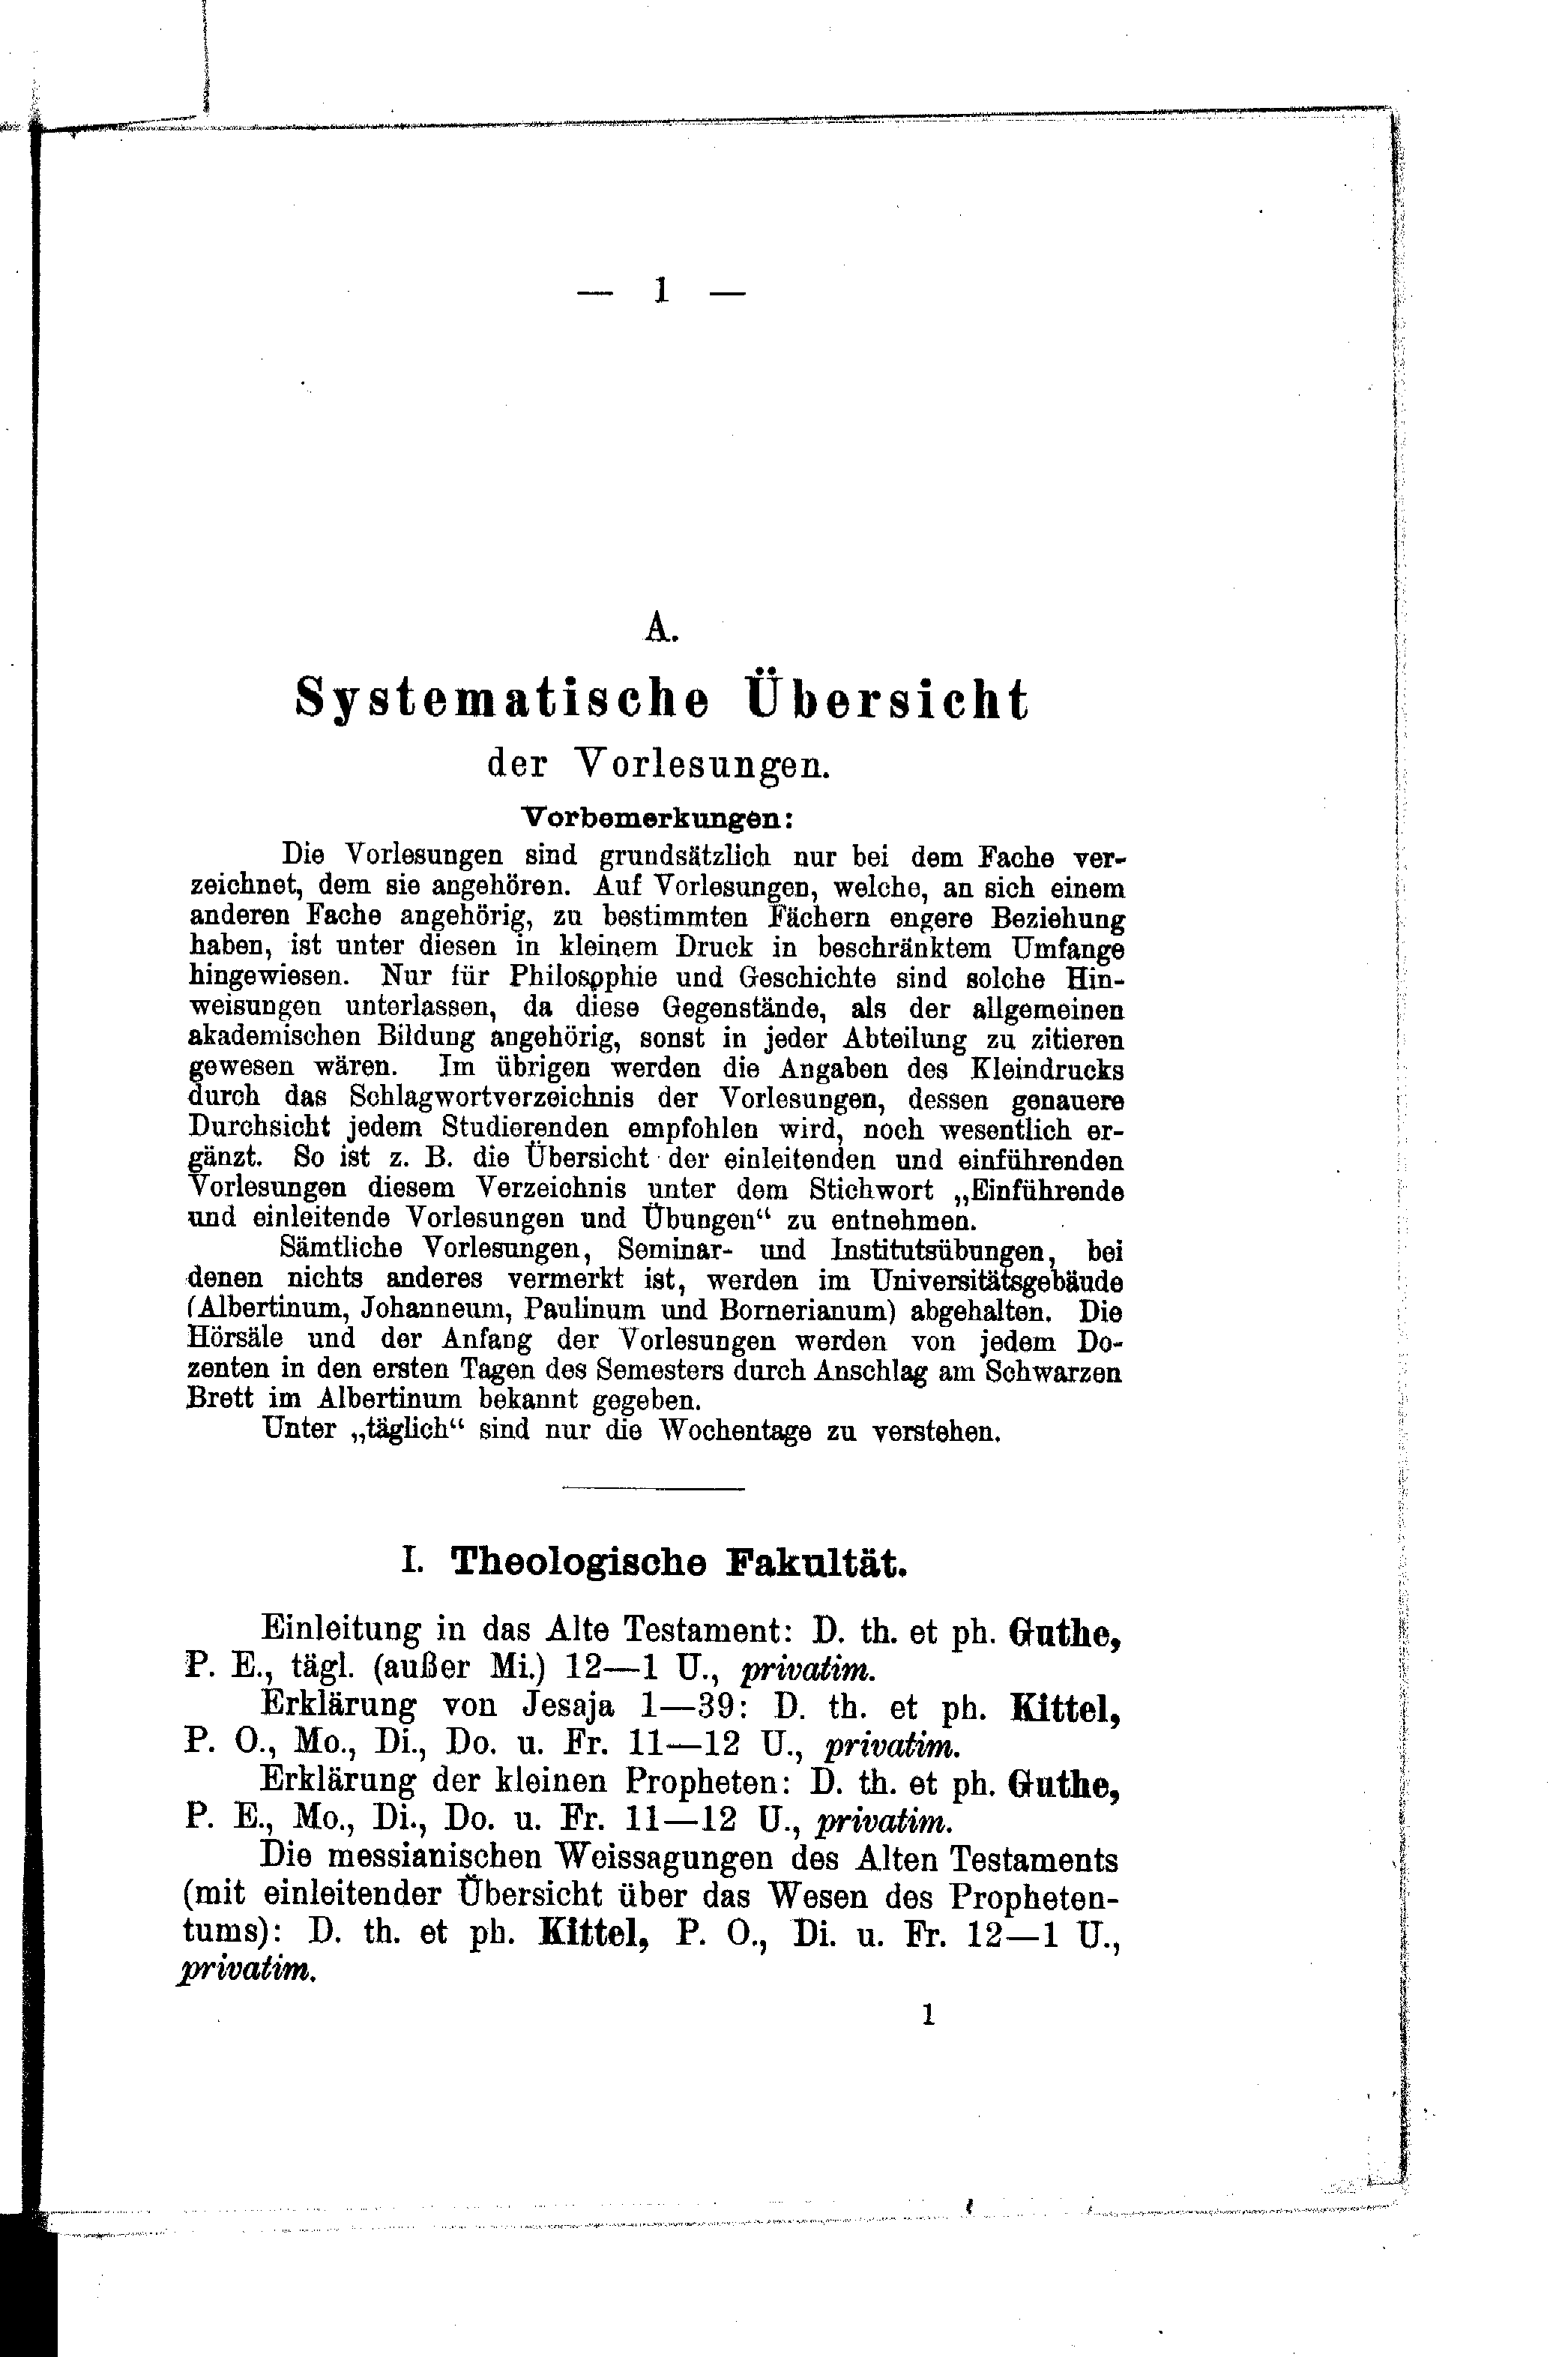 — 1 —
A.
Systematische Übersicht
der Vorlesungen.
Vorbemerkungen:
Die Vorlesungen sind grundsätzlich nur bei dem Fache ver-
zeichnet, dem sie angehören. Auf Vorlesungen, welche, an sich einem
anderen Fache angehörig, zu bestimmten Fächern engere Beziehung
haben, ist unter diesen in kleinem Druck in beschränktem Umfange
hingewiesen. Nur für Philosophie und Geschichte sind solche Hin-
weisungen unterlassen, da diese Gegenstände, als der allgemeinen
akademischen Bildung angehörig, sonst in jeder Abteilung zu zitieren
gewesen wären. Im übrigen werden die Angaben des Kleindrucks
durch das Schlagwortverzeichnis der Vorlesungen, dessen genauere
Durchsicht jedem Studierenden empfohlen wird, noch wesentlich er-
gänzt. So ist z. B. die Übersicht der einleitenden und einführenden
Vorlesungen diesem Verzeichnis unter dem Stichwort „Einführende
und einleitende Vorlesungen und Übungen“ zu entnehmen.
Sämtliche Vorlesungen, Seminar- und Institutsübungen, bei
denen nichts anderes vermerkt ist, werden im Universitätsgebäude
(Albertinum, Johanneum, Paulinum und Bornerianum) abgehalten. Die
Hörsäle und der Anfang der Vorlesungen werden von jedem Do-
zenten in den ersten Tagen des Semesters durch Anschlag am Schwarzen
Brett im Albertinum bekannt gegeben.
Unter „täglich“ sind nur die Wochentage zu verstehen.
I. Theologische Fakultät.
Einleitung in das Alte Testament: D. th. et ph. Guthe,
P. E., tägl. (außer Mi.) 12—1 U., privatim.
Erklärung von Jesaja 1—39: D. th. et ph. Kittel,
P. O., Mo., Di., Do. u. Fr. 11—12 U., privatim.
Erklärung der kleinen Propheten: D. th. et ph. Guthe,
P. E., Mo., Di., Do. u. Fr. 11—12 U., privatim.
Die messianischen Weissagungen des Alten Testaments
(mit einleitender Übersicht über das Wesen des Propheten-
tums): D. th. et ph. Kittel, P. O., Di. u. Fr. 12—1 U.,
privatim.
1